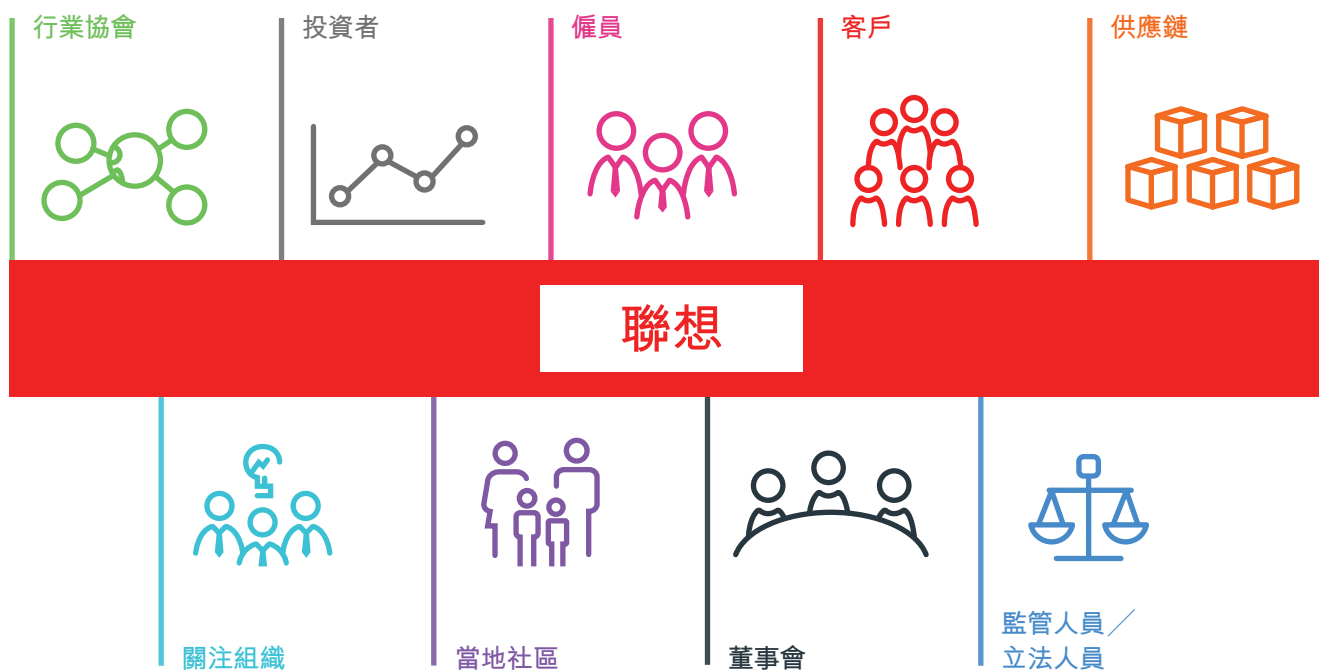 行業協會
投資者
僱員
客戶
供應鏈
聯想
關注組織
當地社區
董事會
監管人員／
立法人員